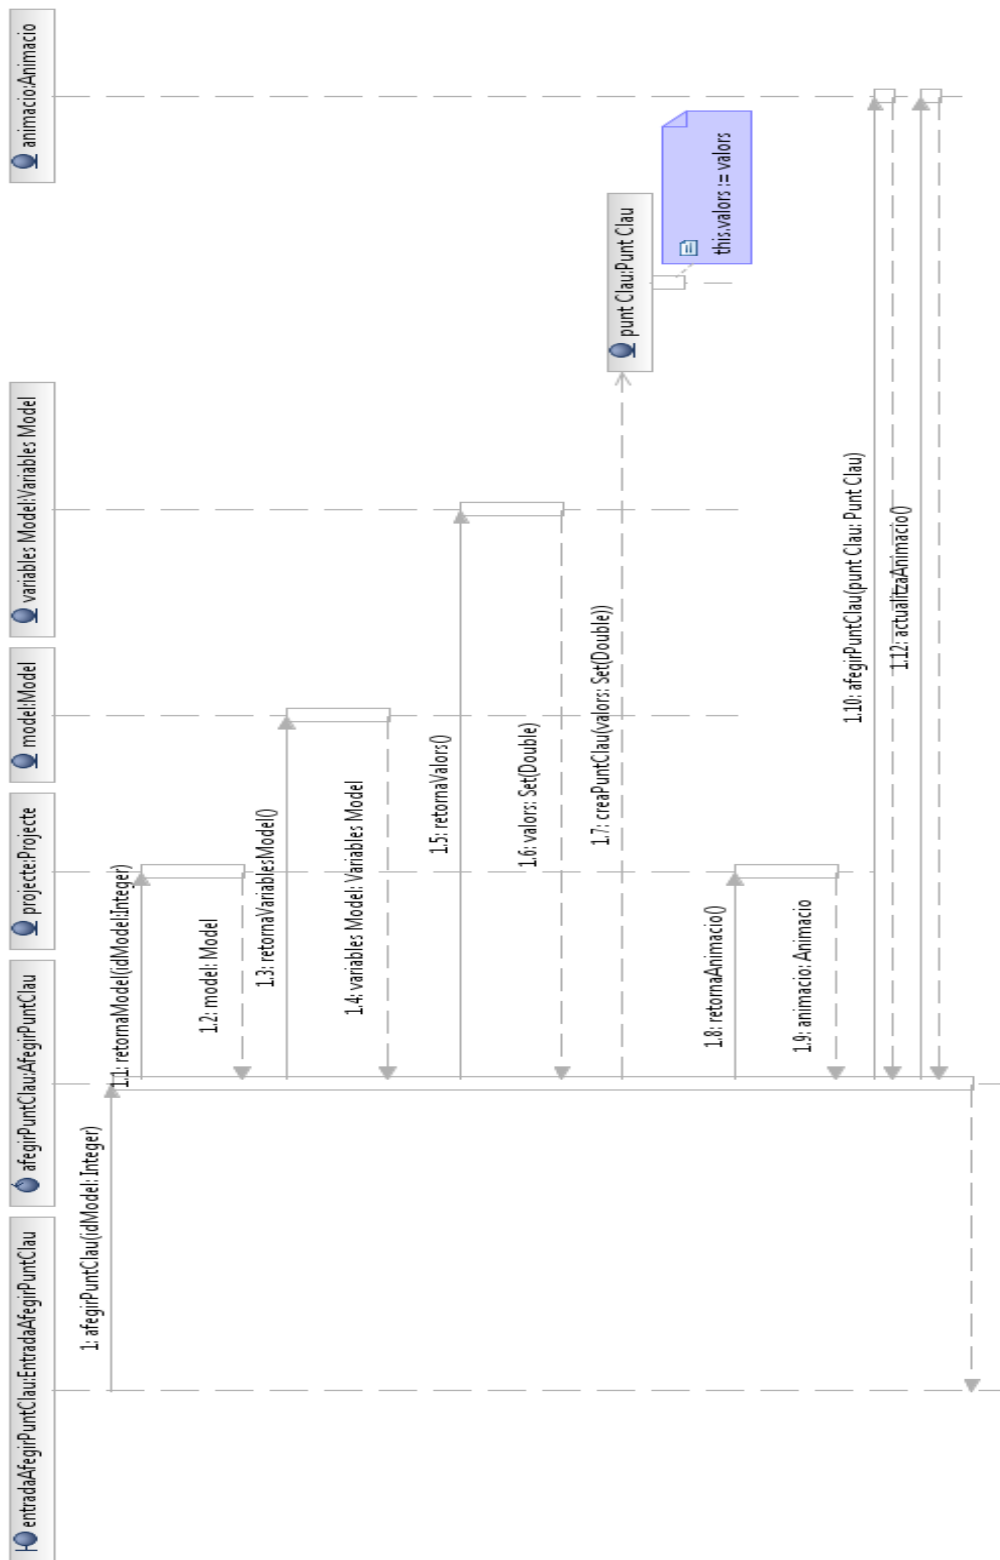 entradaAfegirPuntClau:EntradaAfegirPuntClau
afegirPuntClau:AfegirPuntClau
projecte:Projecte
model:Model
variables Model:Variables Model
animacio:Animacio
1: afegirPuntClau(idModel: Integer)
1.1: retornaModel(idModel:Integer)
1.2: model: Model
1.3: retornaVariablesModel()
1.4: variables Model: Variables Model
1.5: retornaValors()
1.6: valors: Set(Double)
1.7: creaPuntClau(valors: Set(Double))
punt Clau:Punt Clau
this.valors := valors
1.8: retornaAnimacio()
1.9: animacio: Animacio
1.10: afegirPuntClau(punt Clau: Punt Clau)
1.12: actualitzaAnimacio()